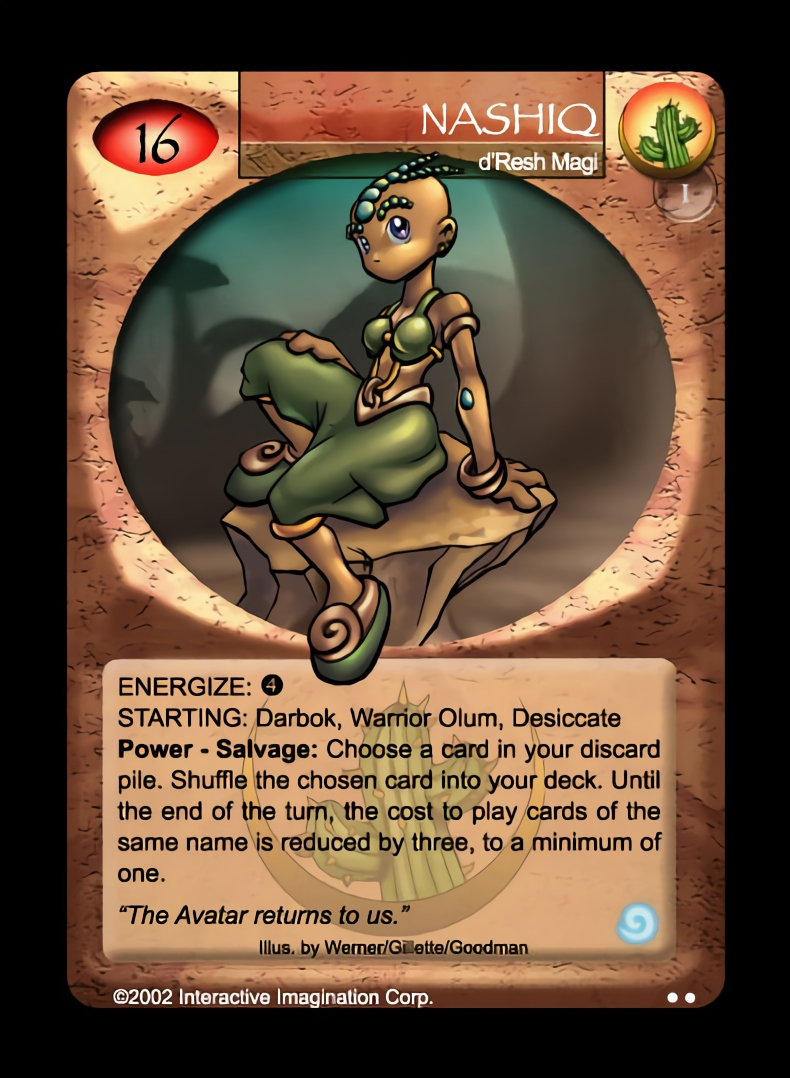 16
NASHIQ
d'Resh Magi
I
ENERGIZE: 4
STARTING: Darbok, Warrior Olum, Desiccate
Power - Salvage: Choose a card in your discard
pile. Shuffle the chosen card into your deck. Until
the end of the turn, the cost to play cards of the
same name is reduced by three, to a minimum of
one.
“The Avatar returns to us.”
Illus. by Werner/Gillette/Goodman
©2002 Interactive Imagination Corp.